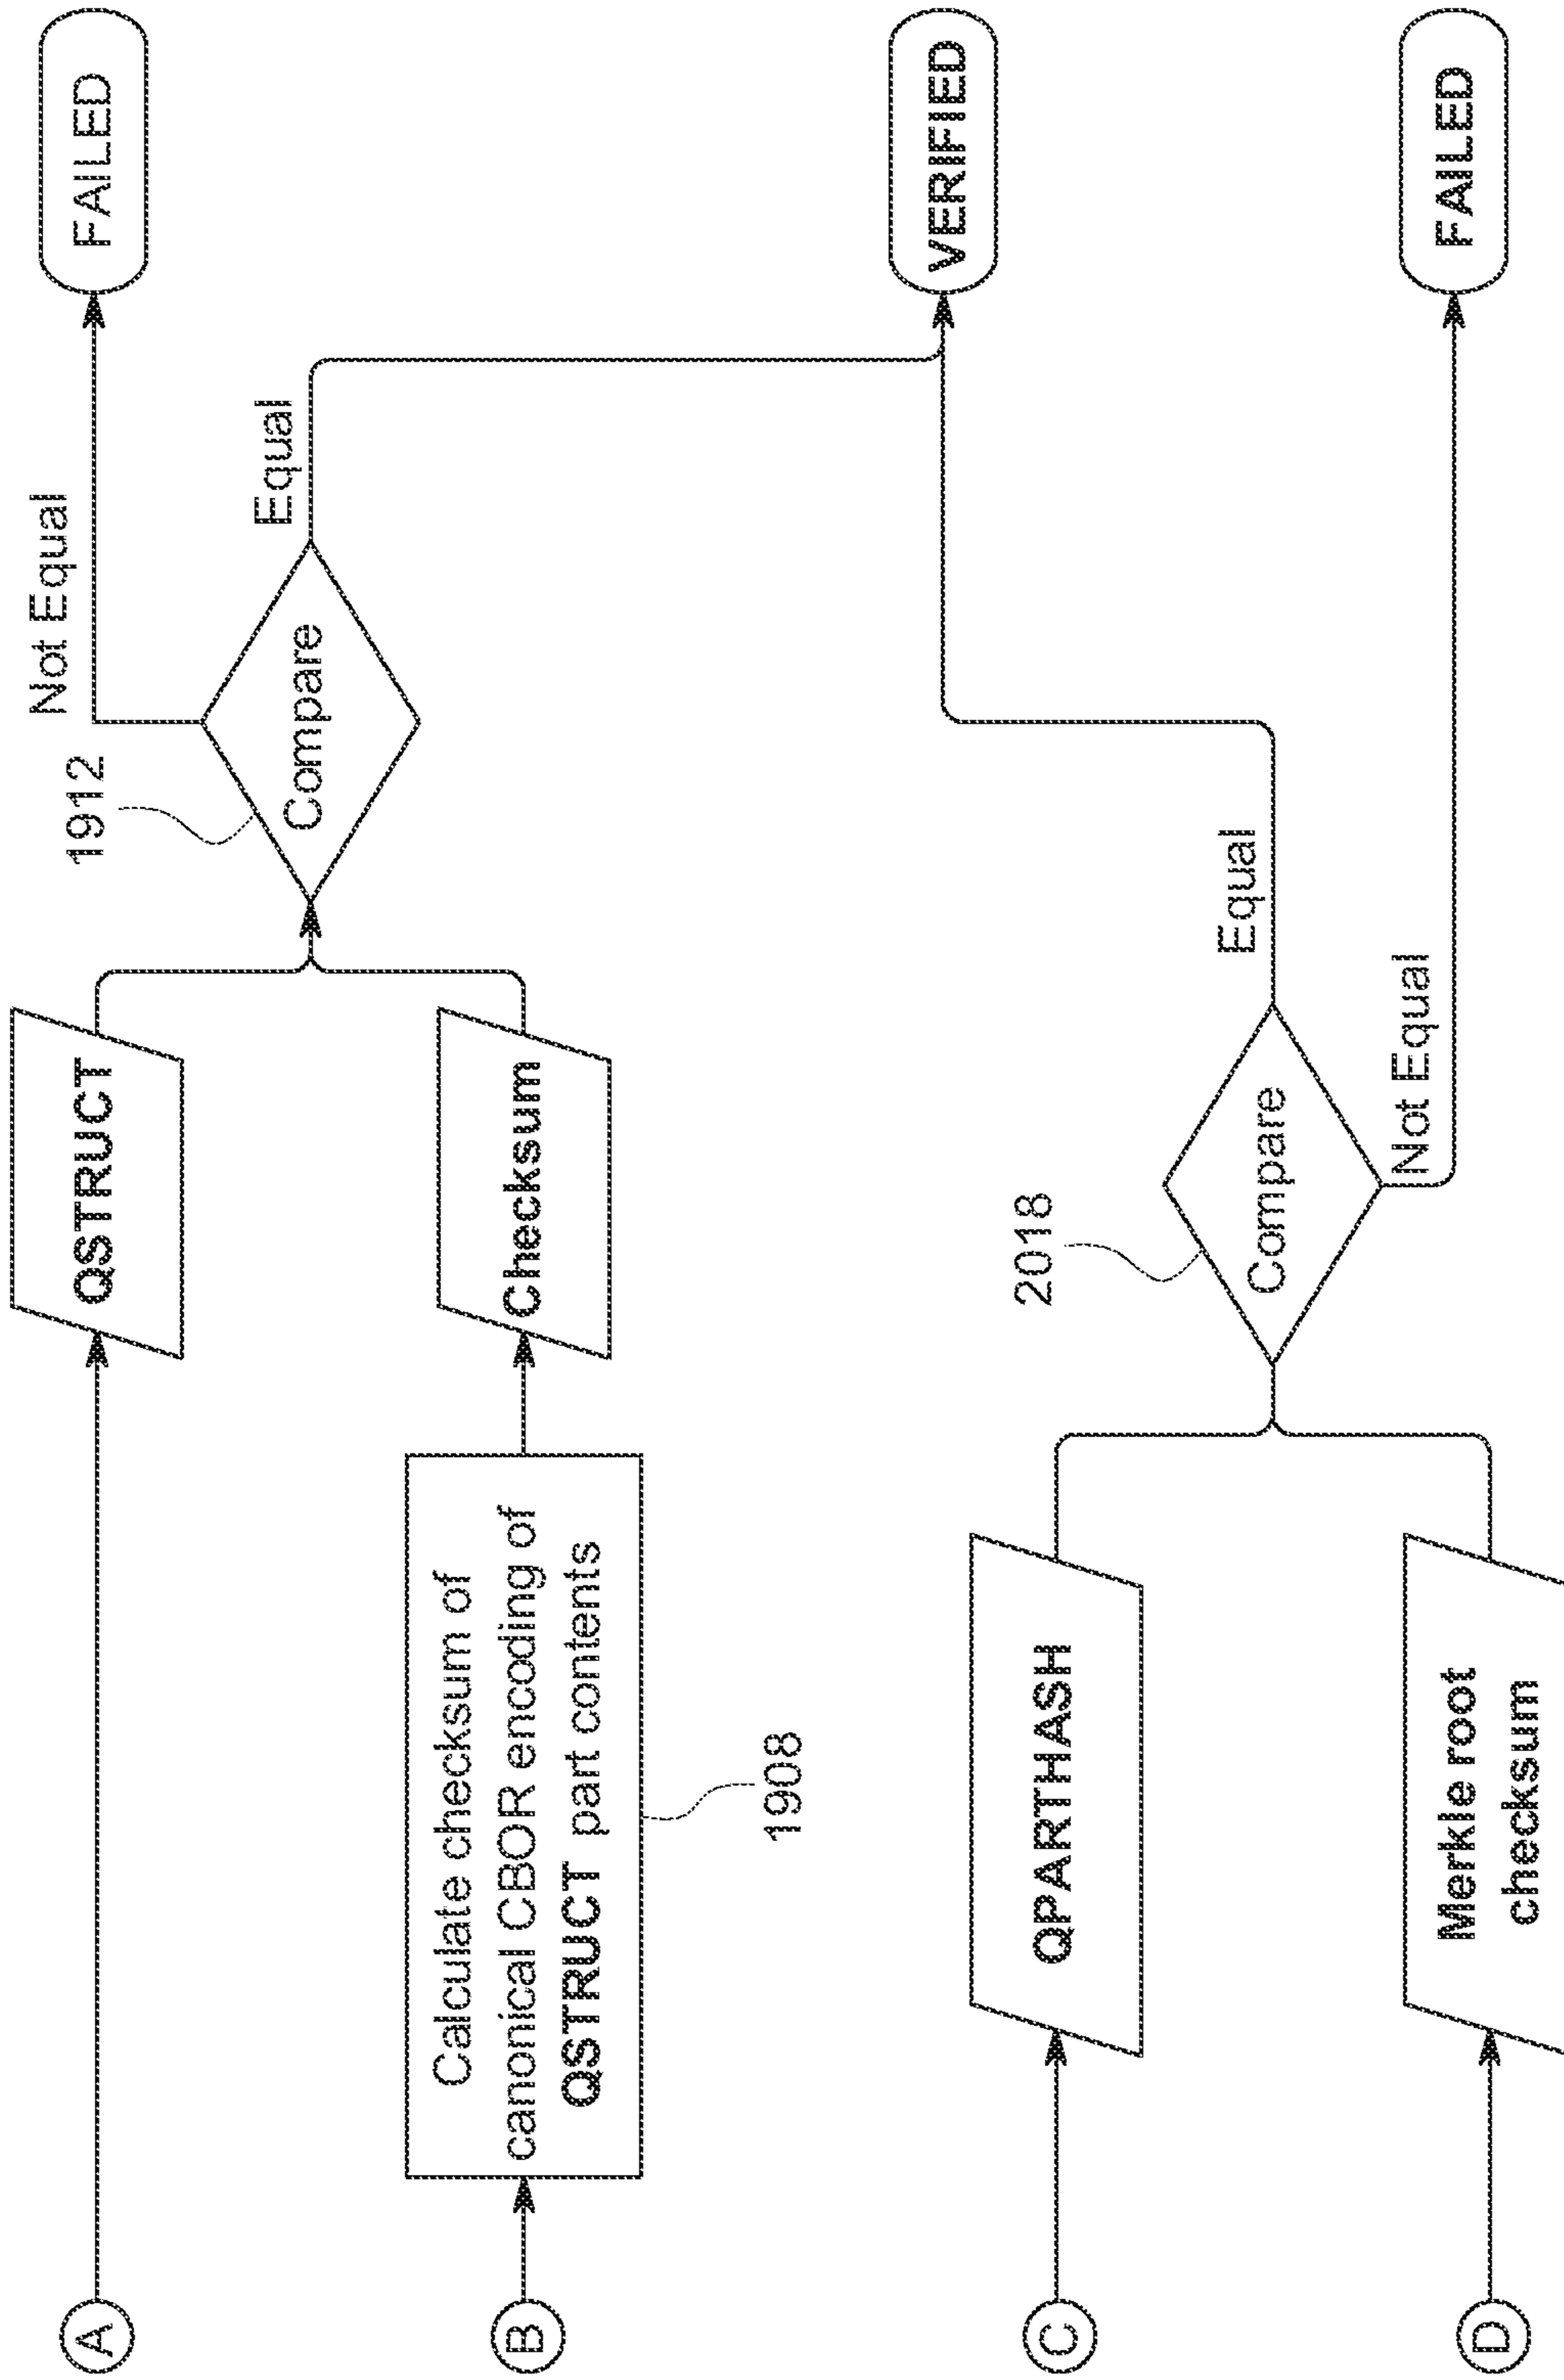 A
QSTRUCT
Not Equal
FAILED
1912
Compare
Equal
B
Calculate checksum of
canonical CBOR encoding of
QSTRUCT part contents
1908
Checksum
VERIFIED
C
QPARTHASH
2018
Compare
Equal
Not Equal
FAILED
D
Merkle root
checksum